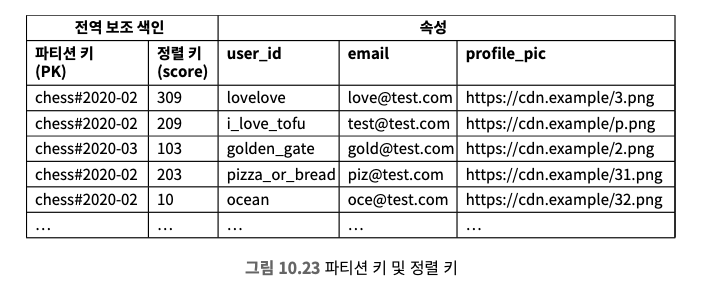 전역 보조 색인 속성
파티션 키 정렬 키 user_id email profile_pic
(PK) (score)
chess#2020-02 309 lovelove love@test.com https://cdn.example/3.png
chess#2020-02 209 i_love_tofu test@test.com https://cdn.example/p.png
chess#2020-03 103 golden_gate gold@test.com https://cdn.example/2.png
chess#2020-02 203 pizza_or_bread piz@test.com https://cdn.example/31.png
chess#2020-02 10 ocean oce@test.com https://cdn.example/32.png
… … … … …
그림 10.23 파티션 키 및 정렬 키